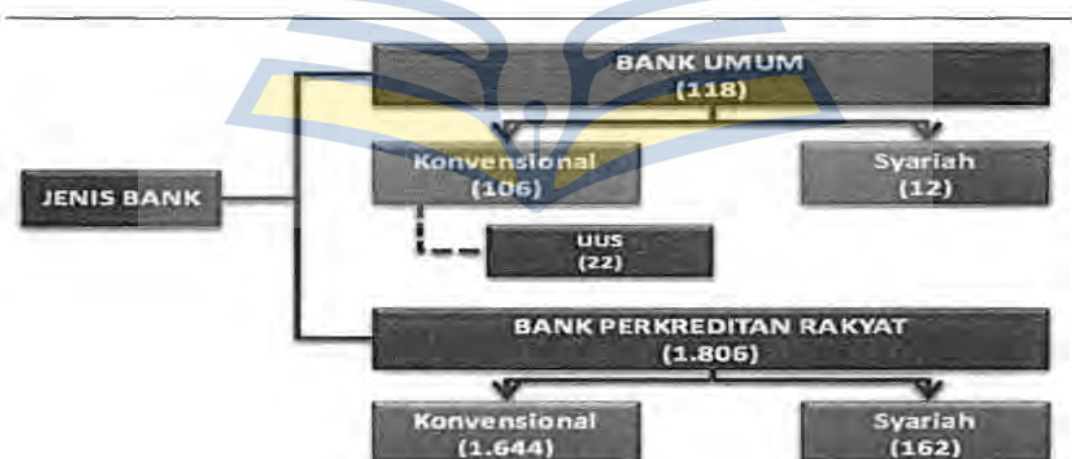 BANK UMUM
(118)
Konvensional
(106)
Syariah
(12)
JENIS BANK
UUS
(22)
BANK PERKREDITAN RAKYAT
(1.806)
Konvensional
(1.644)
Syariah
(162)